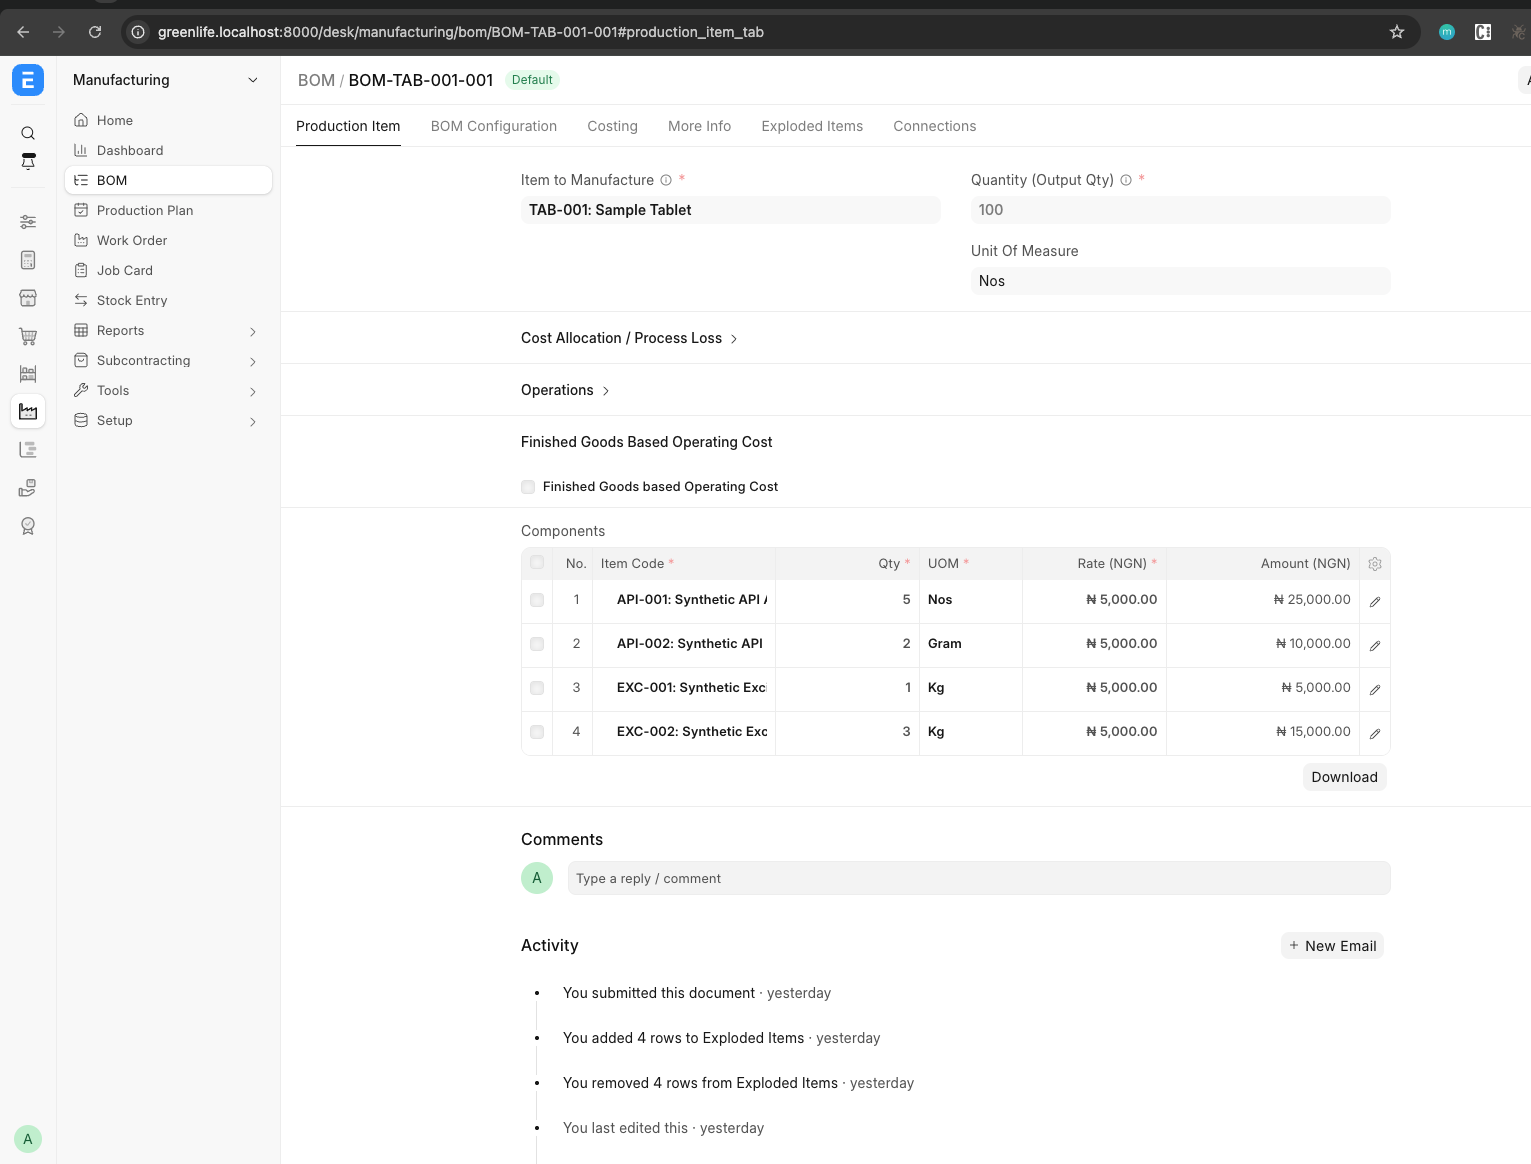 greenlife.localhost:8000/desk/manufacturing/bom/BOM-TAB-001-001#production_item_tab
m
E
Manufacturing
Home
Dashboard
BOM
Production Plan
Work Order
Job Card
Stock Entry
Reports
Subcontracting
Tools
Setup
A
BOM / BOM-TAB-001-001 Default
Production Item BOM Configuration Costing More Info Exploded Items Connections
Item to Manufacture *
TAB-001: Sample Tablet
Quantity (Output Qty) *
100
Unit Of Measure
Nos
Cost Allocation / Process Loss
Operations
Finished Goods Based Operating Cost
Finished Goods based Operating Cost
Components
No. Item Code * Qty * UOM * Rate (NGN) * Amount (NGN)
1 API-001: Synthetic API 5 Nos ₦ 5,000.00 ₦ 25,000.00
2 API-002: Synthetic API 2 Gram ₦ 5,000.00 ₦ 10,000.00
3 EXC-001: Synthetic Exc 1 Kg ₦ 5,000.00 ₦ 5,000.00
4 EXC-002: Synthetic Exc 3 Kg ₦ 5,000.00 ₦ 15,000.00
Download
Comments
A Type a reply / comment
Activity
+ New Email
You submitted this document · yesterday
You added 4 rows to Exploded Items · yesterday
You removed 4 rows from Exploded Items · yesterday
You last edited this · yesterday